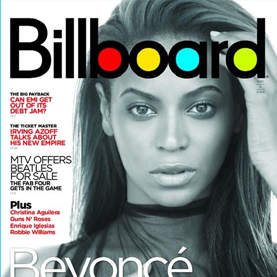 Billboard
THE BIG PAYBACK
CAN EMI GET
OUT OF ITS
DEBT JAM?
THE TICKET MASTER
IRVING AZOFF
TALKS ABOUT
HIS NEW EMPIRE
MTV OFFERS
BEATLES
FOR SALE
THE FAB FOUR
GETS IN THE GAME
Plus
Christina Aguilera
Guns N' Roses
Enrique Iglesias
Robbie Williams
Beyoncé